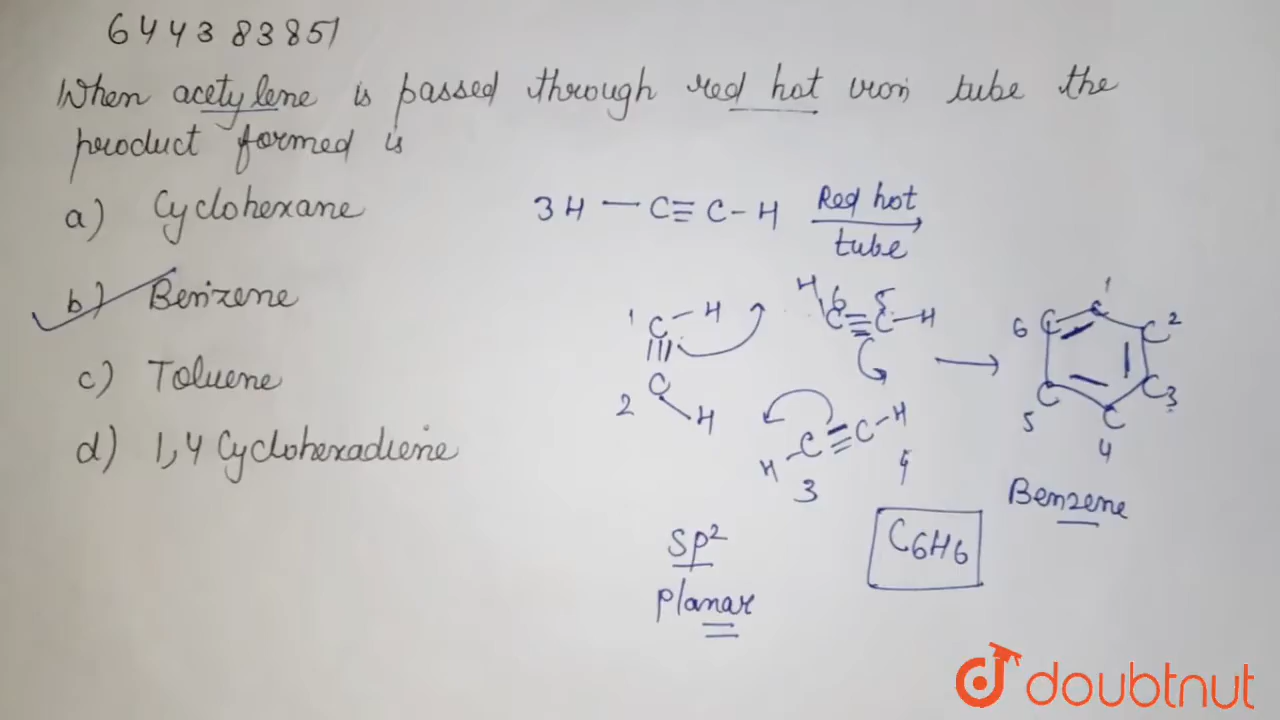 6443 83851
When acetylene is passed through red hot iron tube the
product formed is
a) Cyclohexane
b) Benzene
c) Toluene
d) 1,4 Cyclohexadiene
3H — C≡C-H Red hot
tube
1 C-H
C
2 H
H
6 5
C≡C-H
H-C≡C-H
3 4
1
6 C C C 2
C C 3
5 C
4
Benzene
Sp²
Planar
C6H6
doubtnut